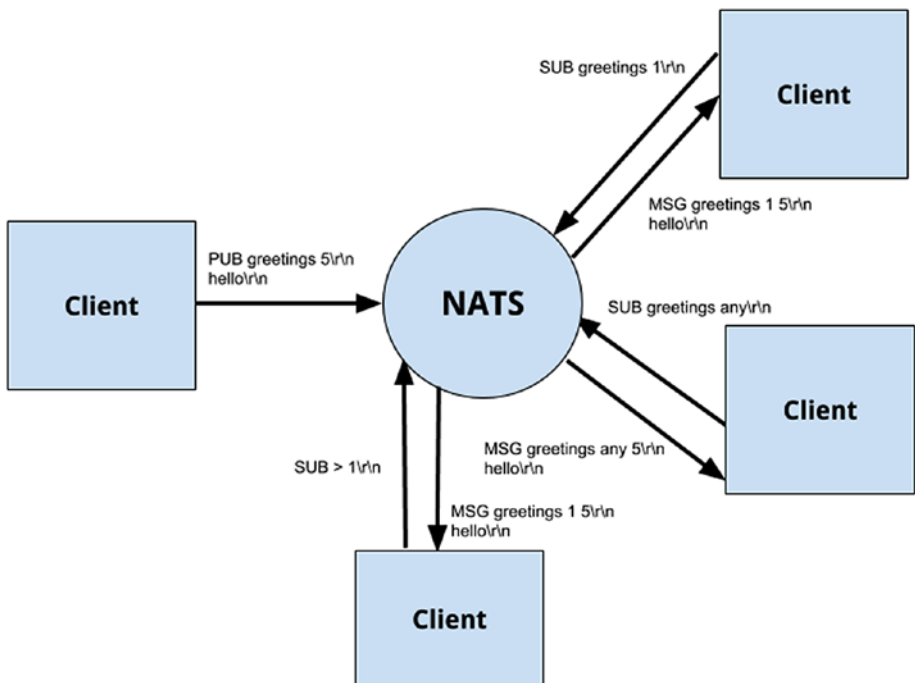 SUB greetings 1\r\n
Client
MSG greetings 1 5\r\n
hello\r\n
PUB greetings 5\r\n
hello\r\n
Client
NATS
SUB greetings any\r\n
Client
MSG greetings any 5\r\n
hello\r\n
SUB > 1\r\n
MSG greetings 1 5\r\n
hello\r\n
Client